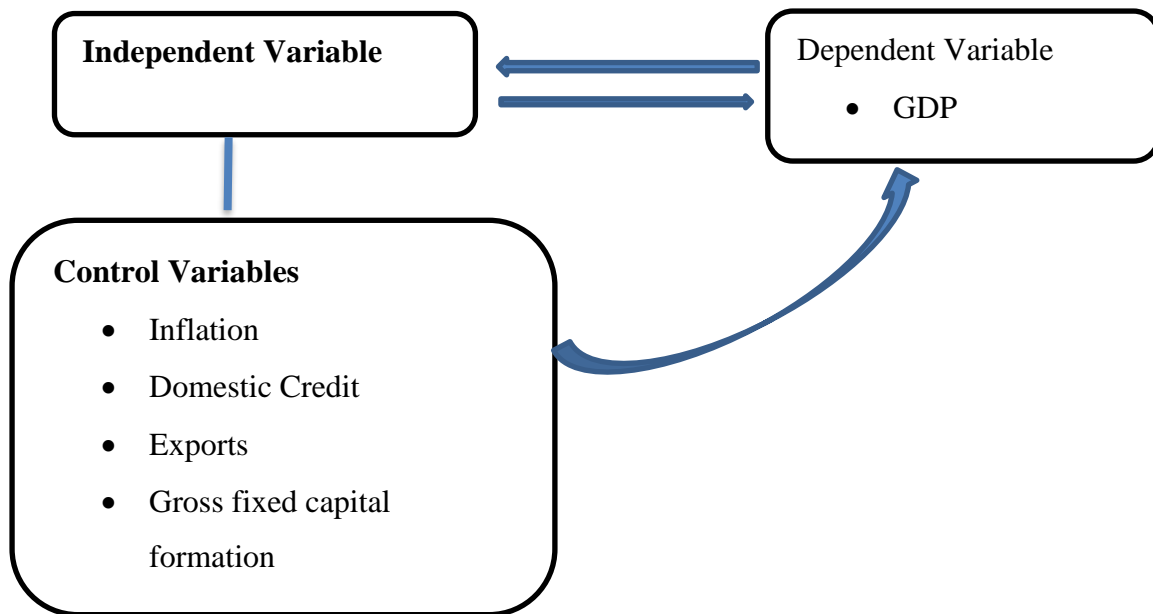 Independent Variable
Dependent Variable
• GDP
Control Variables
• Inflation
• Domestic Credit
• Exports
• Gross fixed capital
formation